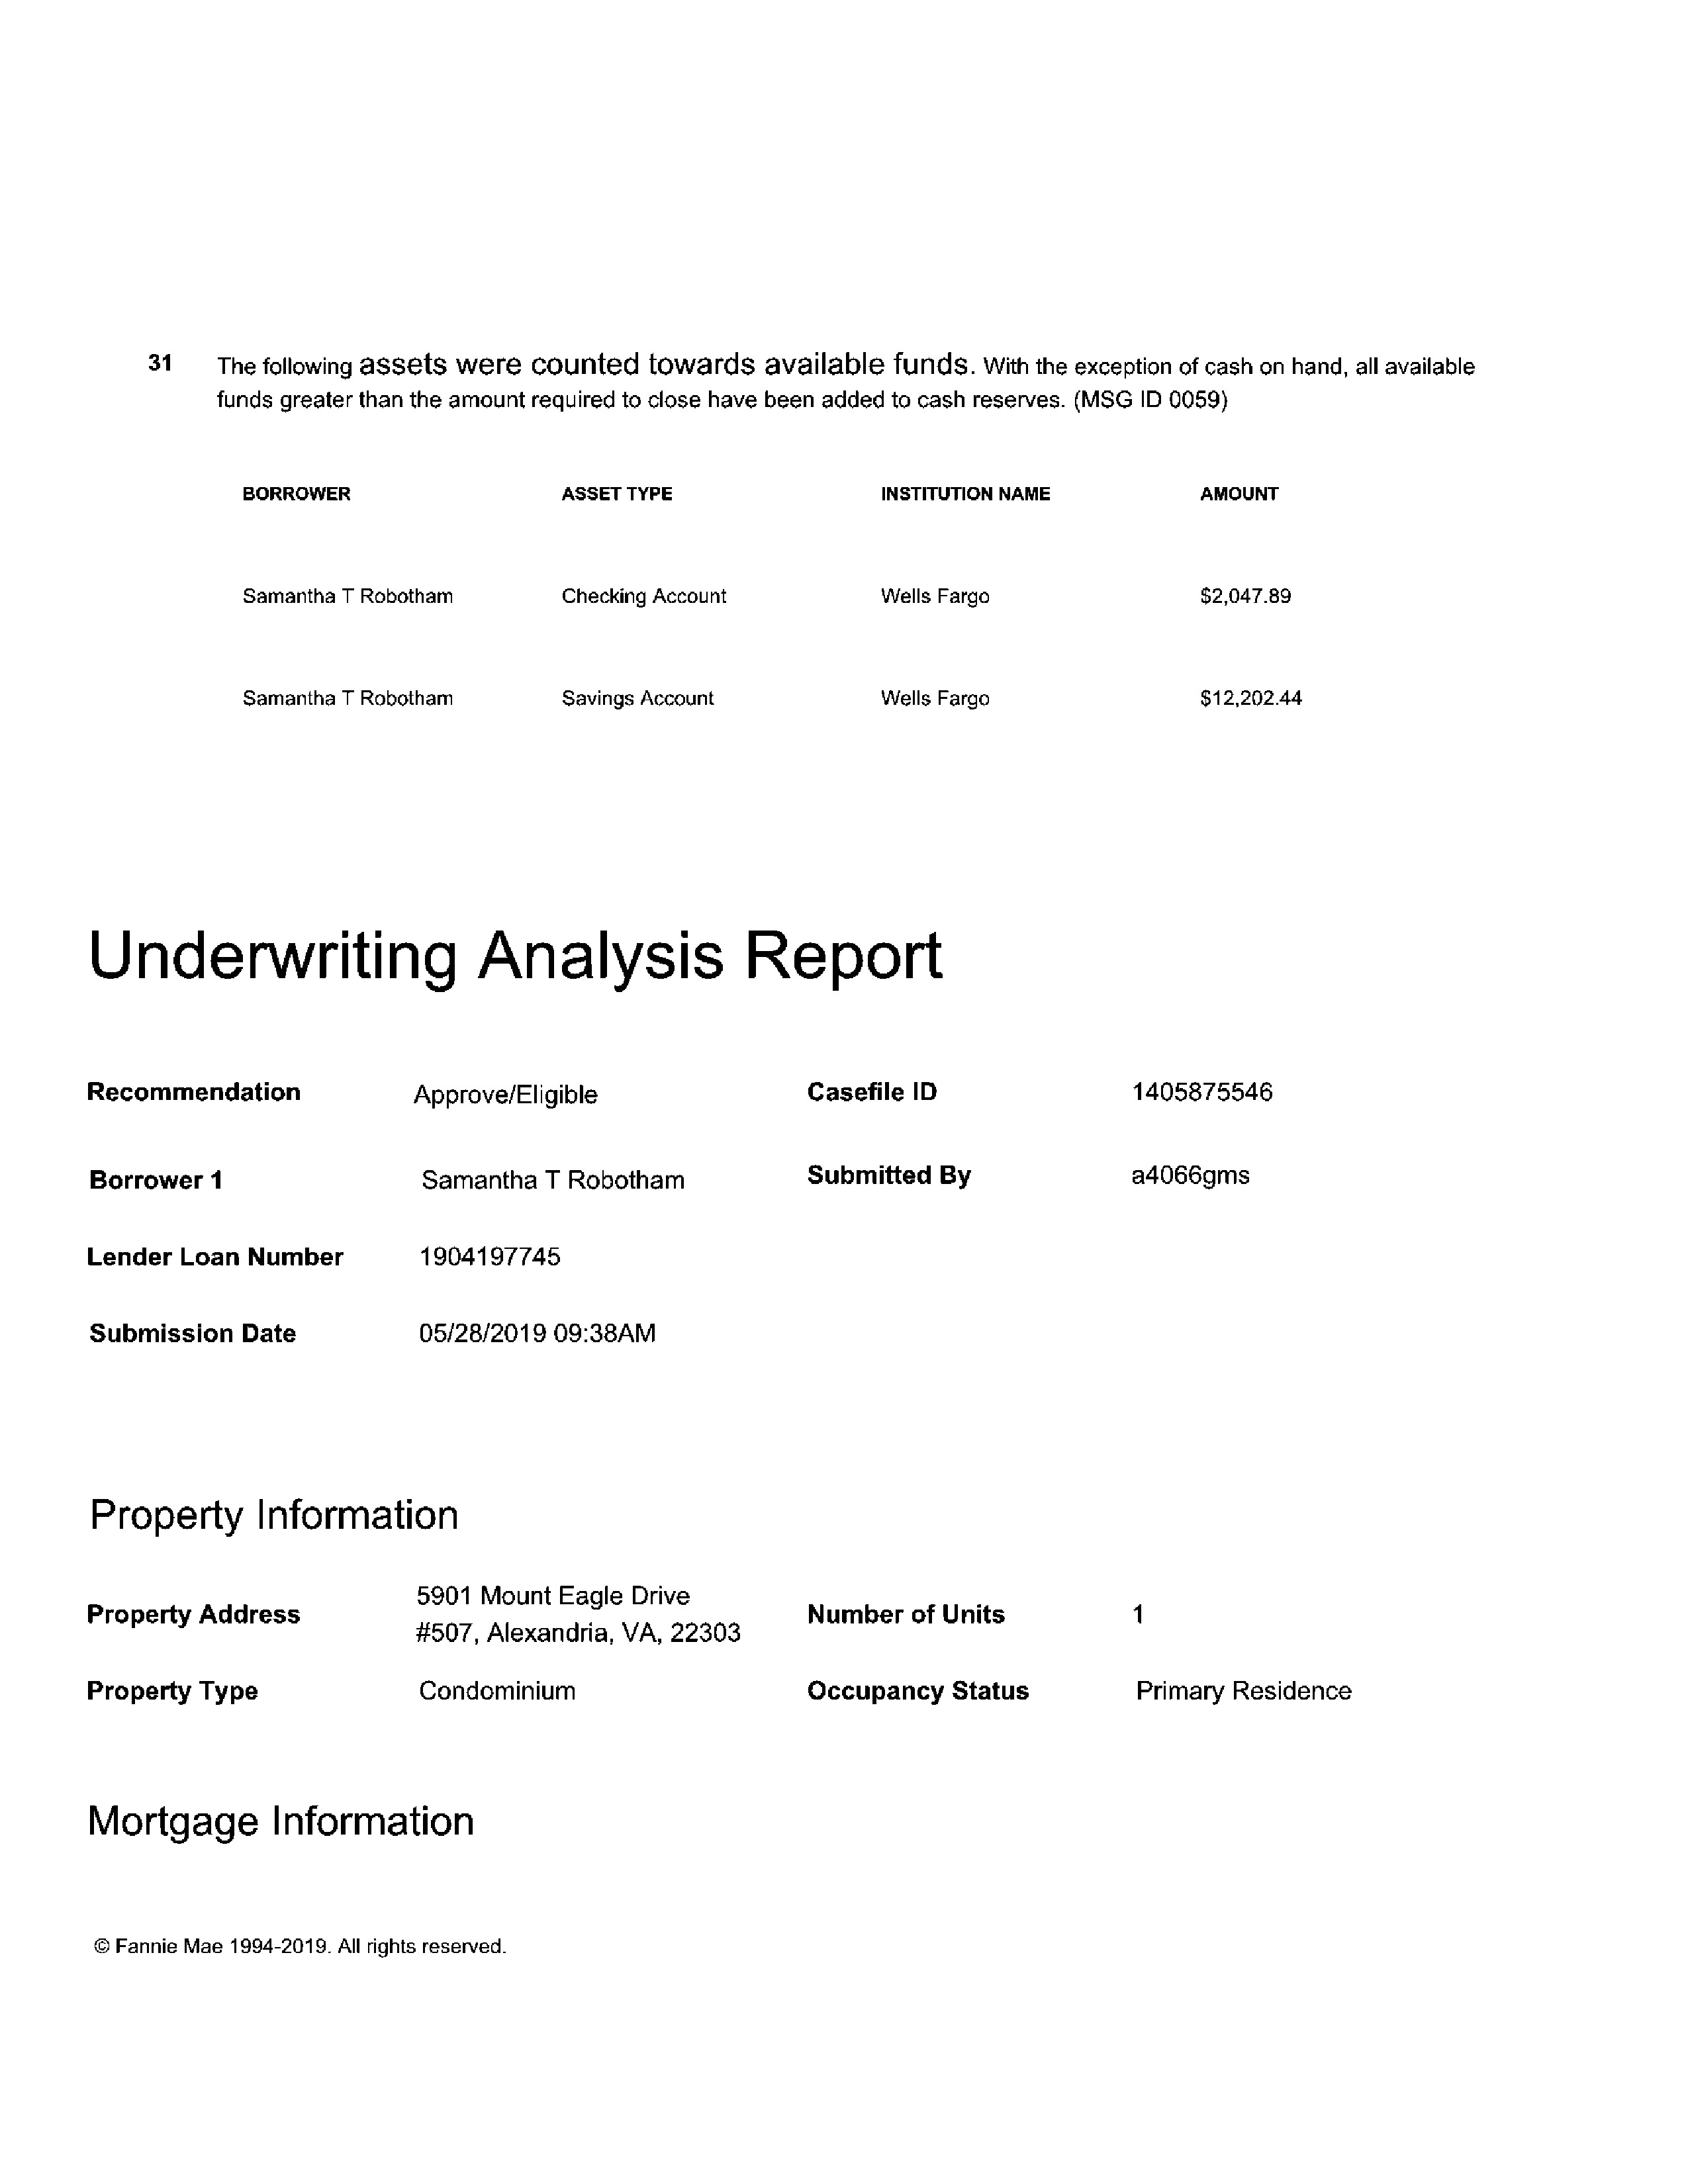 31 The following assets were counted towards available funds. With the exception of cash on hand, all available
funds greater than the amount required to close have been added to cash reserves. (MSG ID 0059)
BORROWER ASSET TYPE INSTITUTION NAME AMOUNT
Samantha T Robotham Checking Account Wells Fargo $2,047.89
Samantha T Robotham Savings Account Wells Fargo $12,202.44
Underwriting Analysis Report
Recommendation Approve/Eligible Casefile ID 1405875546
Borrower 1 Samantha T Robotham Submitted By a4066gms
Lender Loan Number 1904197745
Submission Date 05/28/2019 09:38AM
Property Information
Property Address 5901 Mount Eagle Drive
#507, Alexandria, VA, 22303 Number of Units 1
Property Type Condominium Occupancy Status Primary Residence
Mortgage Information
© Fannie Mae 1994-2019. All rights reserved.